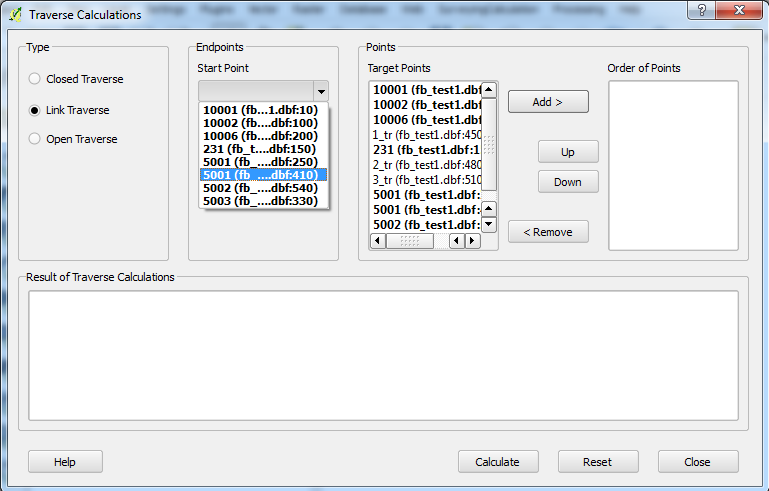 Traverse Calculations
Type
Closed Traverse
Link Traverse
Open Traverse
Endpoints
Start Point
10001 (fb...1.dbf:10)
10002 (fb_....dbf:100)
10006 (fb_....dbf:200)
231 (fb_t....dbf:150)
5001 (fb_....dbf:250)
5001 (fb_....dbf:410)
5002 (fb_....dbf:540)
5003 (fb_....dbf:330)
Points
Target Points
10001 (fb_test1.dbf
10002 (fb_test1.dbf
10006 (fb_test1.dbf
1_tr (fb_test1.dbf:450
231 (fb_test1.dbf:1
2_tr (fb_test1.dbf:480
3_tr (fb_test1.dbf:510
5001 (fb_test1.dbf:
5001 (fb_test1.dbf:
5002 (fb_test1.dbf:
Add >
Up
Down
< Remove
Order of Points
Result of Traverse Calculations
Help
Calculate
Reset
Close